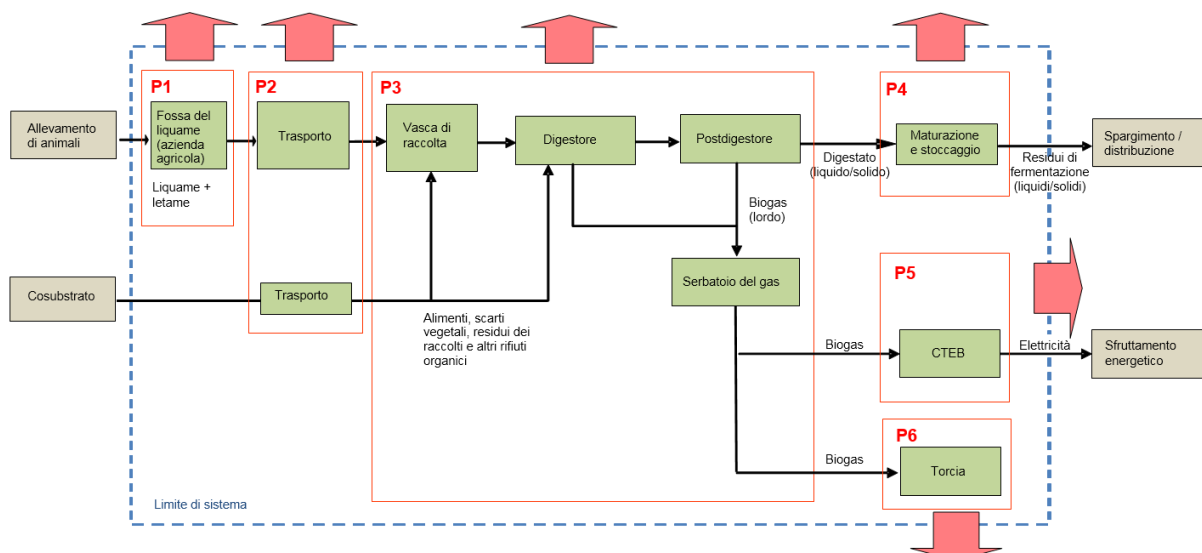 P1
P2
P3
P4
Allevamento
di animali
Fossa del
liquame
(azienda
agricola)
Liquame +
letame
Trasporto
Vasca di
raccolta
Digestore
Postdigestore
Digestato
(liquido/solido)
Maturazione
e stoccaggio
Residui di
fermentazione
(liquidi/solidi)
Spargimento /
distribuzione
Biogas
(lordo)
Cosubstrato
Trasporto
Alimenti, scarti
vegetali, residui dei
raccolti e altri rifiuti
organici
Serbatoio del gas
P5
Biogas
CTEB
Elettricità
Sfruttamento
energetico
P6
Biogas
Torcia
Limite di sistema